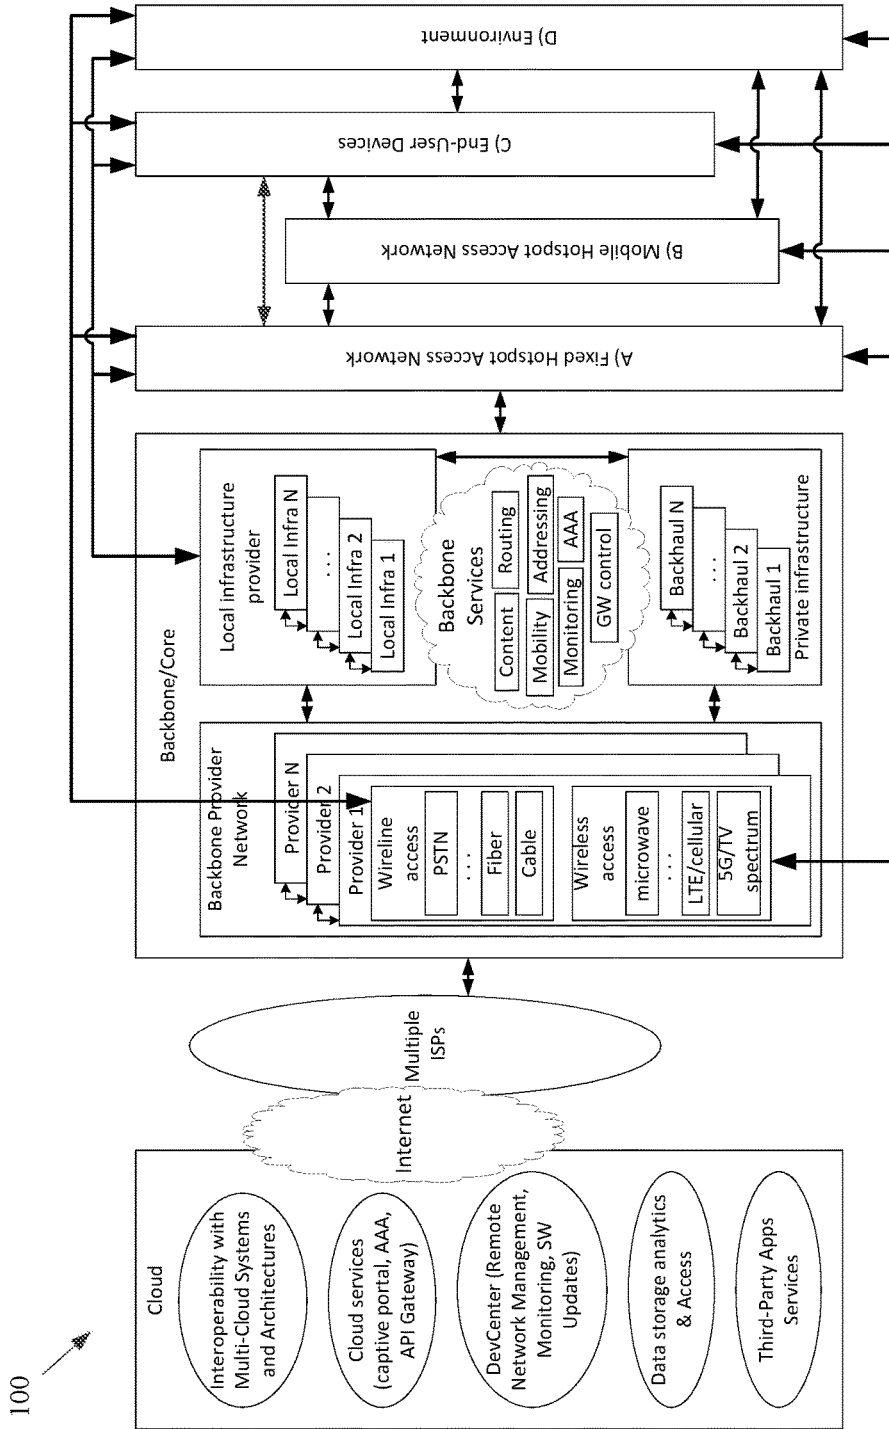 100
Cloud
Interoperability with
Multi-Cloud Systems
and Architectures
Cloud services
(captive portal, AAA,
API Gateway)
DevCenter (Remote
Network Management,
Monitoring, SW
Updates)
Data storage analytics
& Access
Third-Party Apps
Services
Internet
Multiple
ISPs
Backbone/Core
Backbone Provider
Network
Provider N
Provider 2
Provider 1
Wireline
access
PSTN
...
Fiber
Cable
Wireless
access
microwave
...
LTE/cellular
5G/TV
spectrum
Local infrastructure
provider
Local Infra N
...
Local Infra 2
Local Infra 1
Backbone
Services
Content
Routing
Mobility
Addressing
Monitoring
AAA
GW control
Backhaul N
...
Backhaul 2
Backhaul 1
Private infrastructure
A) Fixed Hotspot Access Network
B) Mobile Hotspot Access Network
C) End-User Devices
D) Environment